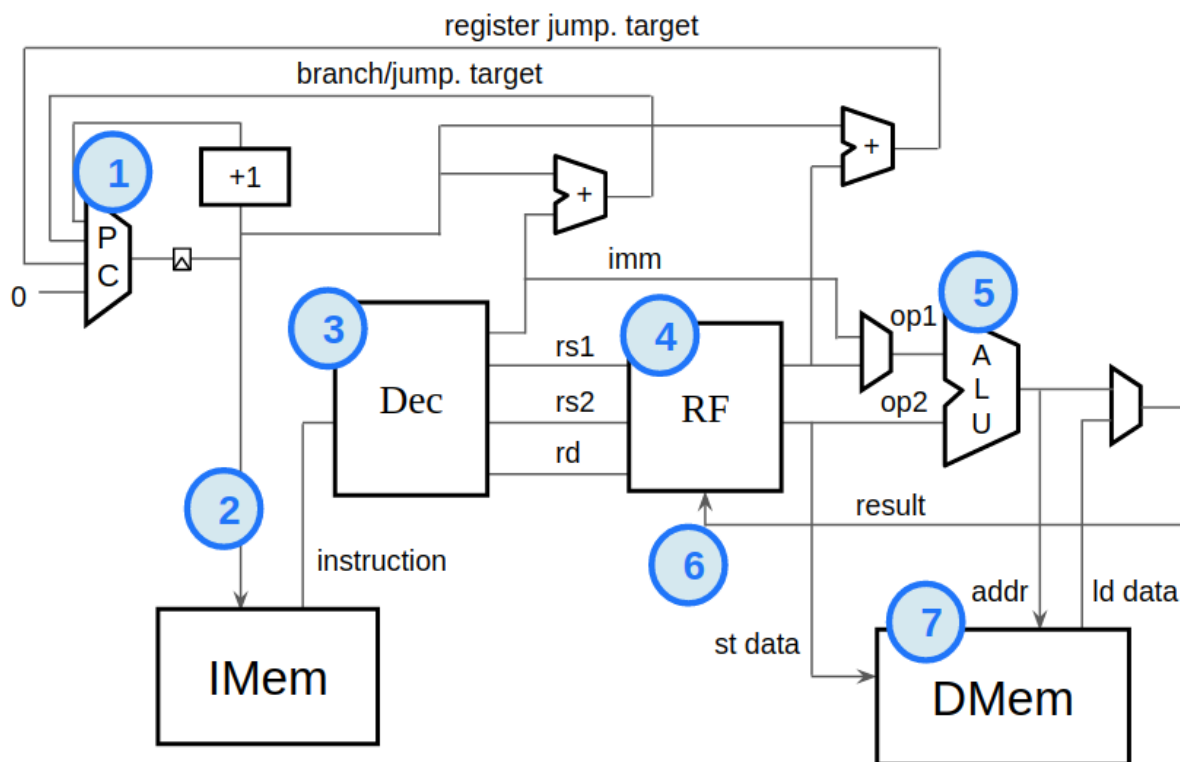 register jump. target
branch/jump. target
1
+1
+
+
P
C
0
imm
3
4
5
op1
rs1
A
Dec
rs2
RF
op2
L
U
rd
2
result
instruction
6
addr
ld data
7
st data
IMem
DMem